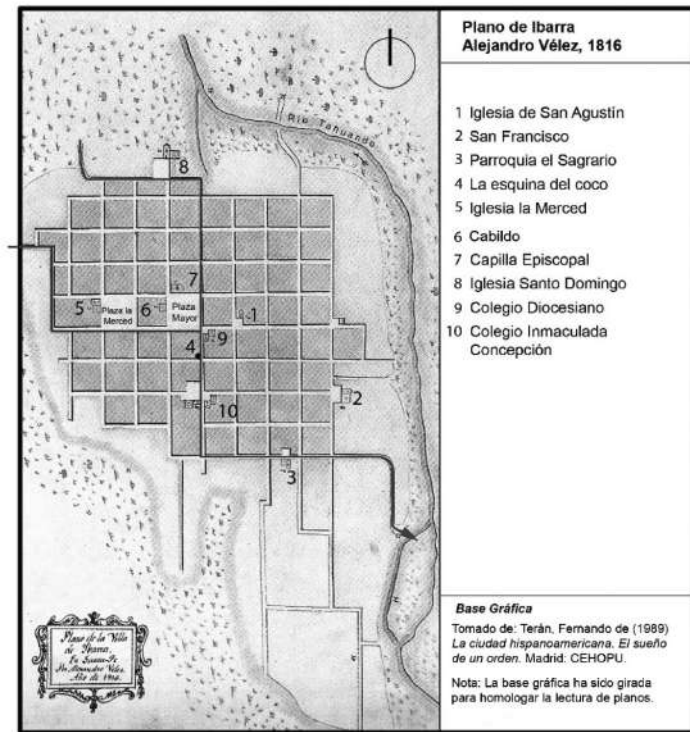 Plano de Ibarra
Alejandro Vélez, 1816
1 Iglesia de San Agustín
2 San Francisco
3 Parroquia el Sagrario
4 La esquina del coco
5 Iglesia la Merced
6 Cabildo
7 Capilla Episcopal
8 Iglesia Santo Domingo
9 Colegio Diocesiano
10 Colegio Inmaculada
Concepción
Rio Tahuando
8
7
5
Plaza la
Merced
6
Plaza
Mayor
1
9
4
10
2
3
Plano de la Villa
de Ibarra.
Año de
Base Gráfica
Tomado de: Terán, Fernando de (1989)
La ciudad hispanoamericana. El sueño
de un orden. Madrid: CEHOPU.
Nota: La base gráfica ha sido girada
para homologar la lectura de planos.